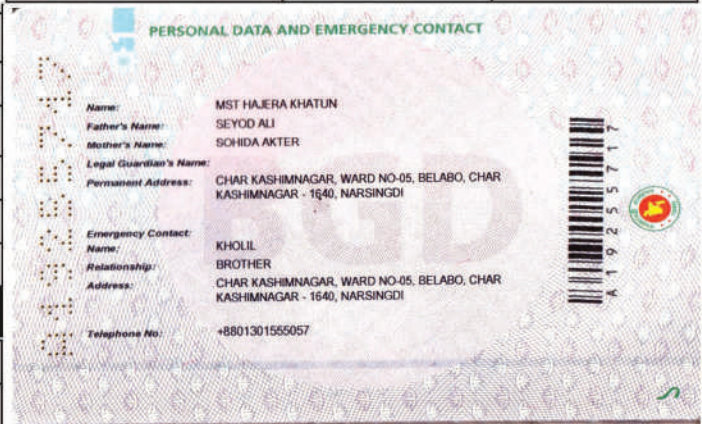 PERSONAL DATA AND EMERGENCY CONTACT
Name: MST HAJERA KHATUN
Father's Name: SEYOD ALI
Mother's Name: SOHIDA AKTER
Legal Guardian's Name:
Permanent Address: CHAR KASHIMNAGAR, WARD NO-05, BELABO, CHAR
KASHIMNAGAR - 1640, NARSINGDI
Emergency Contact:
Name: KHOLIL
Relationship: BROTHER
Address: CHAR KASHIMNAGAR, WARD NO-05, BELABO, CHAR
KASHIMNAGAR - 1640, NARSINGDI
Telephone No: +8801301555057
BGD
A19255717